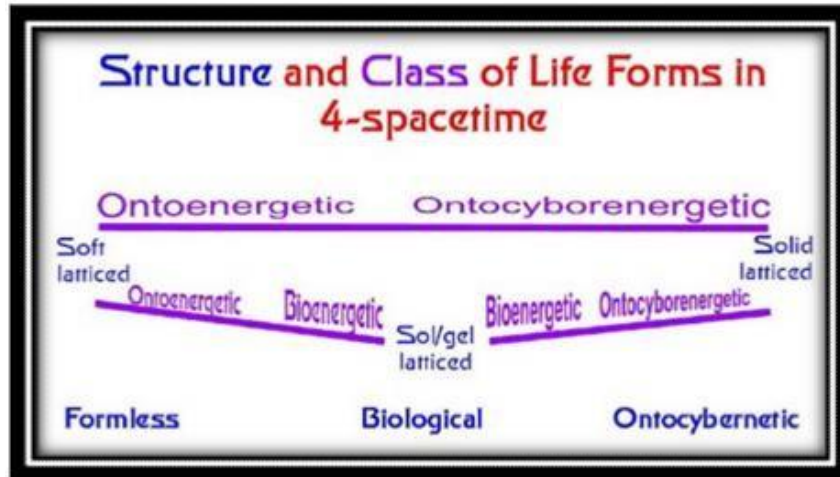 Structure and Class of Life Forms in
4-spacetime
Ontoenergetic Ontocyborenergetic
Soft
latticed
Solid
latticed
Ontoenergetic Bioenergetic
Bioenergetic Ontocyborenergetic
Sol/gel
latticed
Formless Biological Ontocybernetic